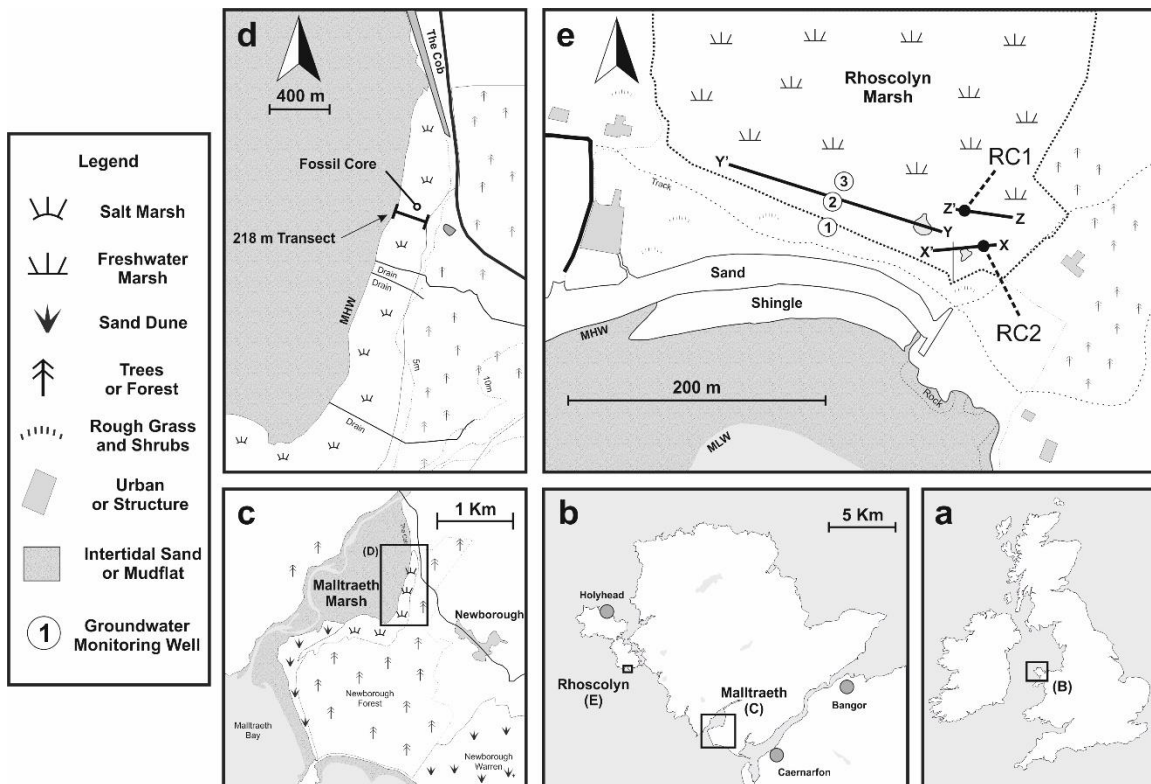 Legend
Salt Marsh
Freshwater
Marsh
Sand Dune
Trees
or Forest
Rough Grass
and Shrubs
Urban
or Structure
Intertidal Sand
or Mudflat
1
Groundwater
Monitoring Well
d
400 m
The Cob
Fossil Core
218 m Transect
Drain
Drain
MHW
5m
10m
Drain
e
Rhoscolyn
Marsh
Y'
3
2
1
RC1
Z'
Z
Y
X'
X
Track
Sand
Shingle
RC2
MHW
200 m
Rock
MLW
c
1 Km
(D)
The Cob
Malltraeth
Marsh
Newborough
Newborough
Forest
Malltraeth
Bay
Newborough
Warren
b
5 Km
Holyhead
Rhoscolyn
(E)
Malltraeth
(C)
Bangor
Caernarfon
a
(B)